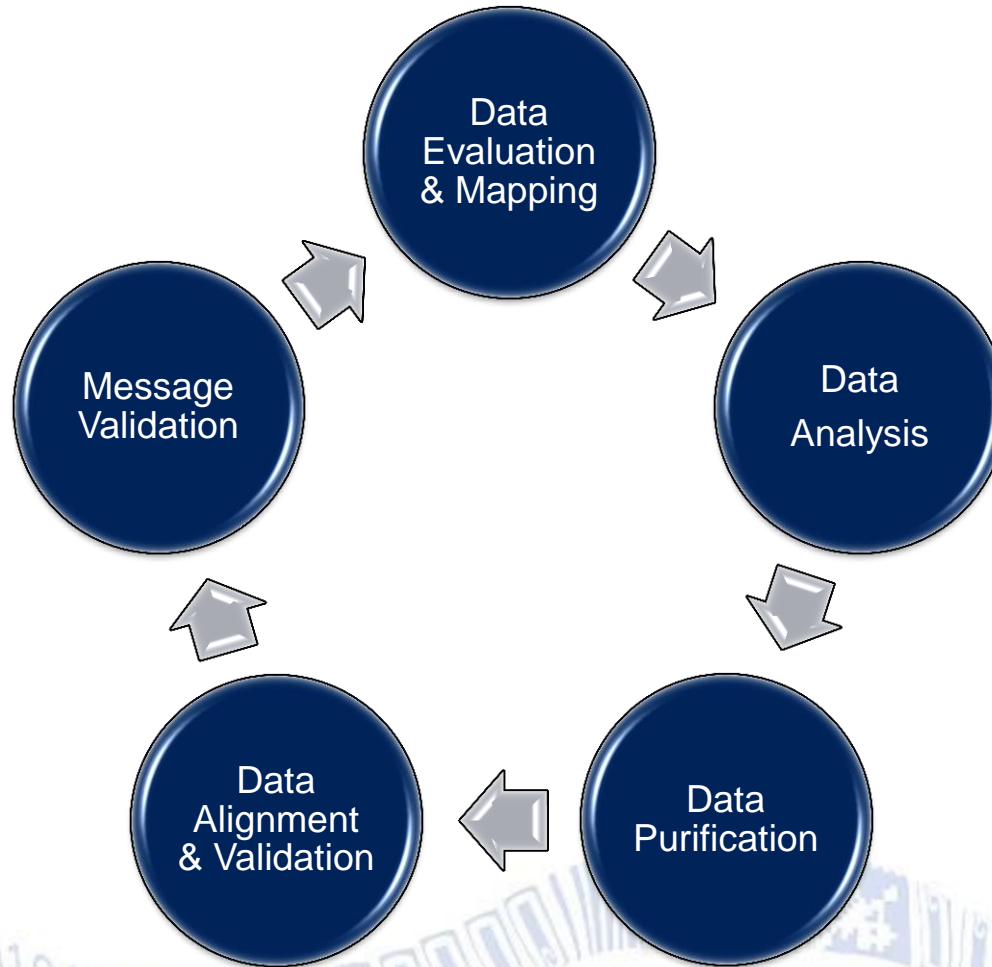 Data
Evaluation
& Mapping
Data
Analysis
Data
Purification
Data
Alignment
& Validation
Message
Validation